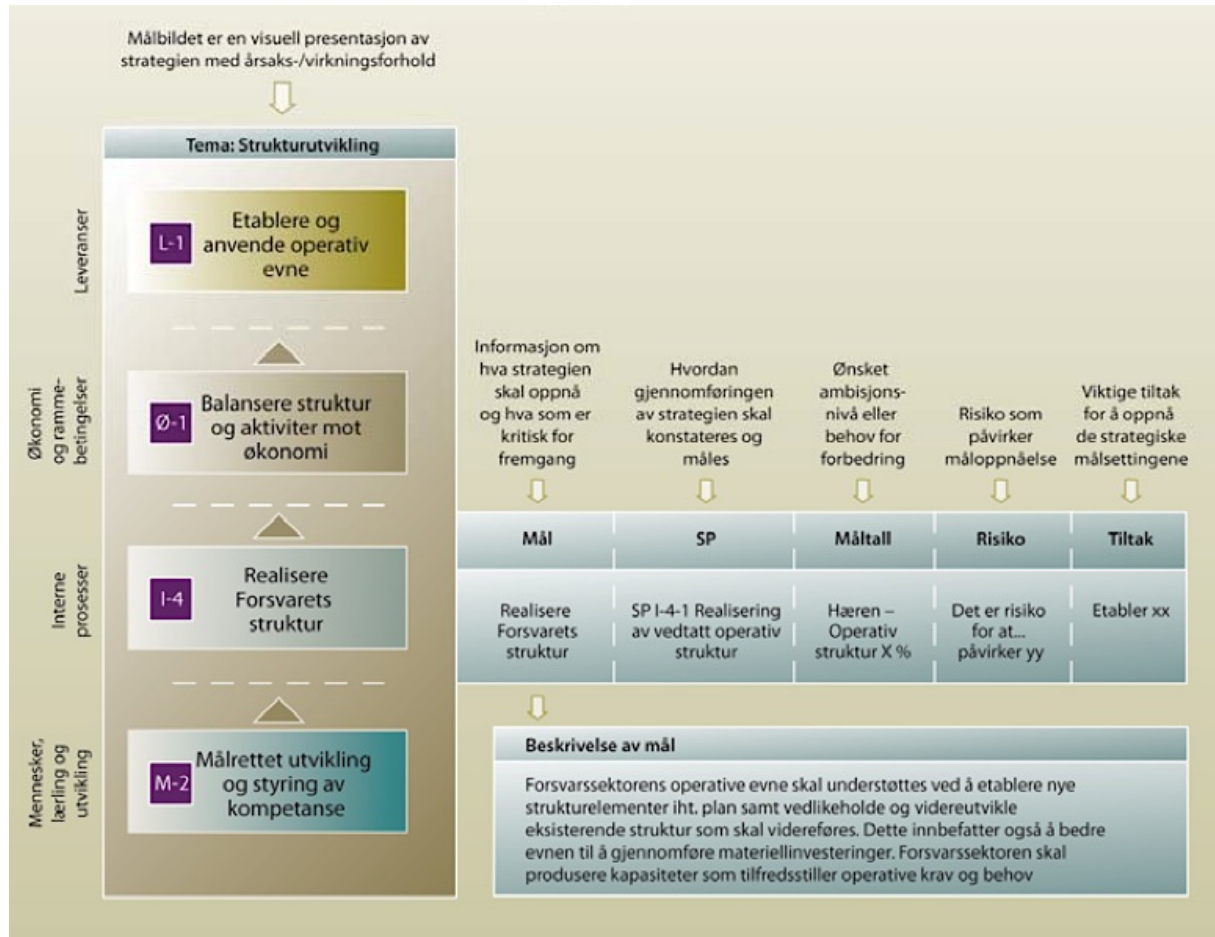 Målbildet er en visuell presentasjon av
strategien med årsaks-/virkningsforhold
Tema: Strukturutvikling
Leveranser
L-1
Etablere og
anvende operativ
evne
Økonomi
og ramme-
betingelser
Ø-1
Balansere struktur
og aktiviter mot
økonomi
Interne
prosesser
I-4
Realisere
Forsvarets
struktur
Mennesker,
læring og
utvikling
M-2
Målrettet utvikling
og styring av
kompetanse
Informasjon om
hva strategien
skal oppnå
og hva som er
kritisk for
fremgang
Hvordan
gjennomføringen
av strategien skal
konstateres og
måles
Ønsket
ambisjons-
nivå eller
behov for
forbedring
Risiko som
påvirker
måloppnåelse
Viktige tiltak
for å oppnå
de strategiske
målsettingene
Mål
SP
Måltall
Risiko
Tiltak
Realisere
Forsvarets
struktur
SP I-4-1 Realisering
av vedtatt operativ
struktur
Hæren –
Operativ
struktur X %
Det er risiko
for at...
påvirker yy
Etabler xx
Beskrivelse av mål
Forsvarssektorens operative evne skal understøttes ved å etablere nye
strukturelementer iht. plan samt vedlikeholde og videreutvikle
eksisterende struktur som skal videreføres. Dette innbefatter også å bedre
evnen til å gjennomføre materiellinvesteringer. Forsvarssektoren skal
produsere kapasiteter som tilfredsstiller operative krav og behov